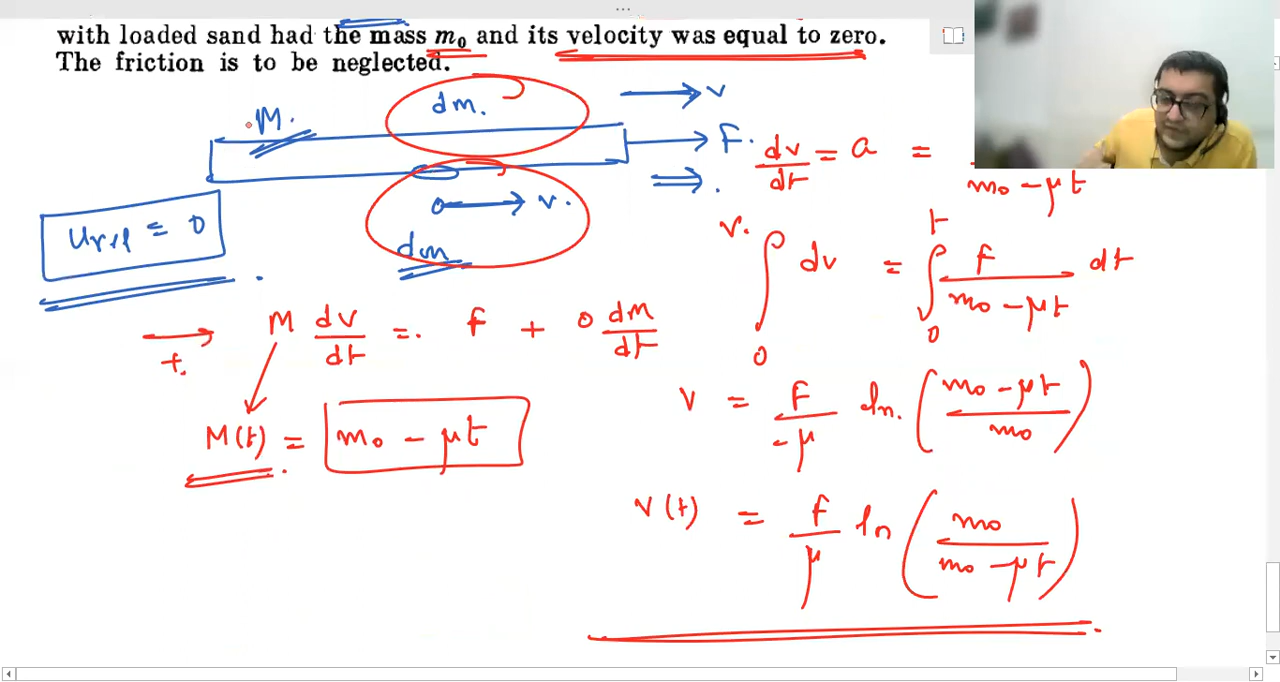 with loaded sand had the mass m₀ and its velocity was equal to zero.
The friction is to be neglected.
M.
dm.
→ v
→ F.
⇒.
o → v.
dm
Urel = 0
dv/dt = a =
m₀ - μt
→ +
M dv/dt = F + 0 dm/dt
∫₀ᵛ dv = ∫₀ᵗ F/(m₀ - μt) dt
M(t) = m₀ - μt
v = F/-μ ln. ((m₀ - μt)/m₀)
v(t) = F/μ ln (m₀/(m₀ - μt))